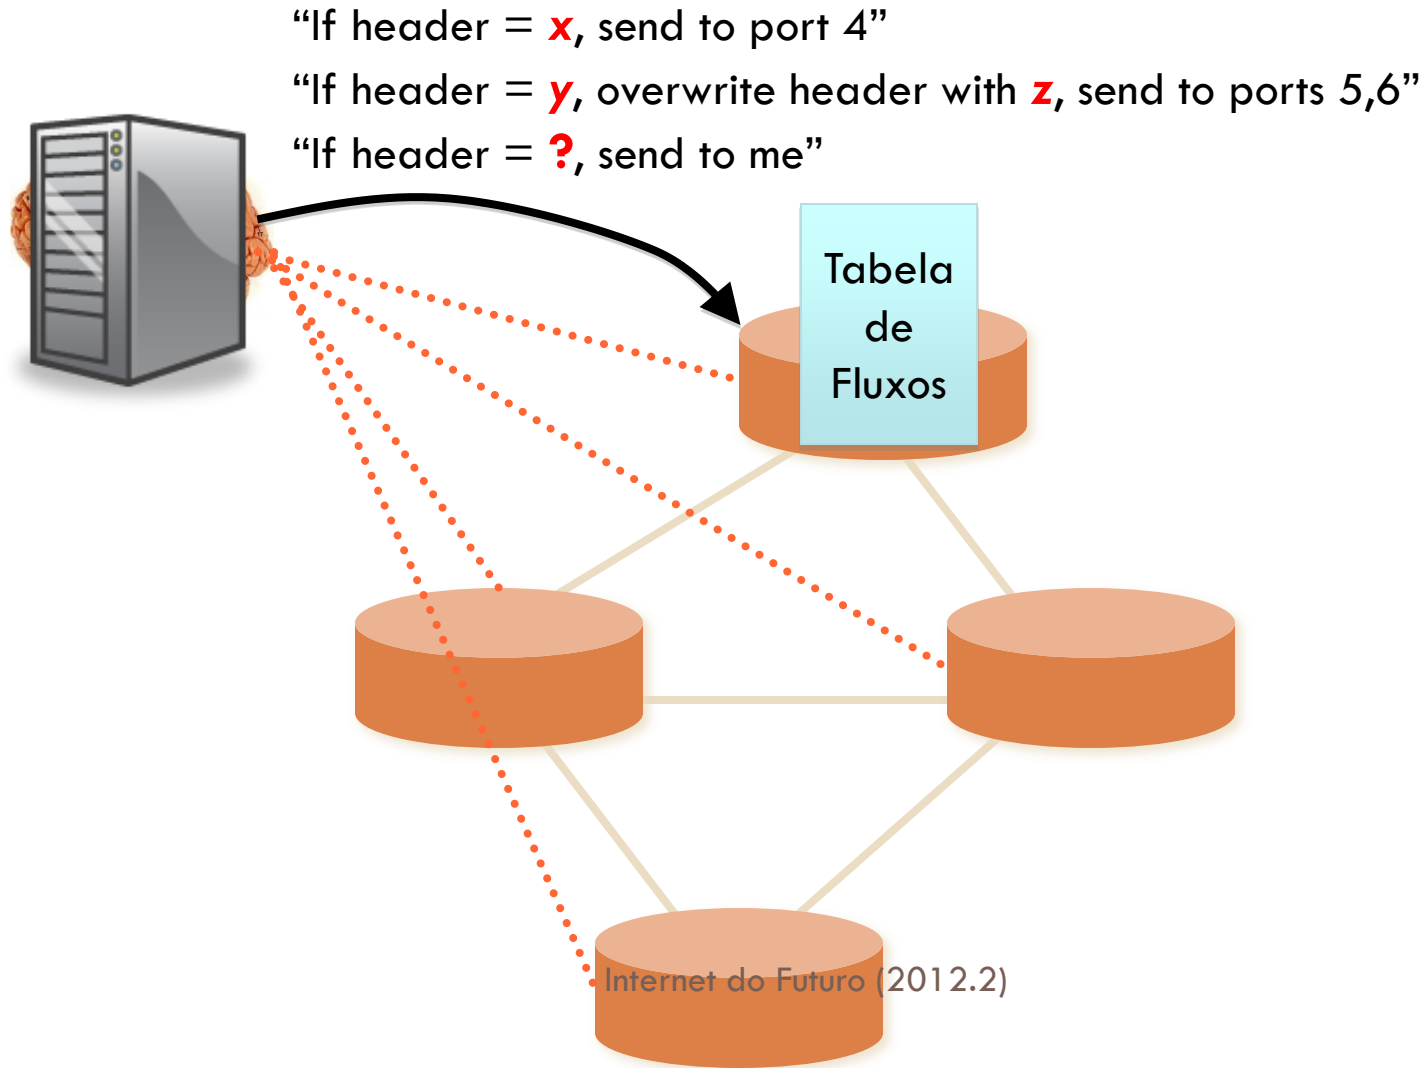 “If header = x, send to port 4”
“If header = y, overwrite header with z, send to ports 5,6”
“If header = ?, send to me”
Tabela
de
Fluxos
Internet do Futuro (2012.2)